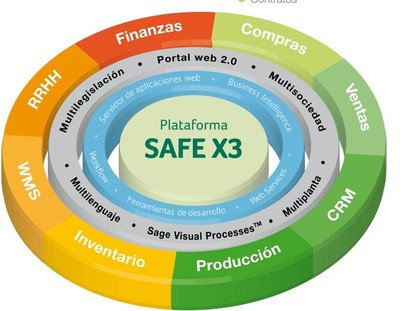 Contratos
Finanzas
Compras
Ventas
CRM
Producción
Inventario
WMS
RRHH
Portal web 2.0
Multisociedad
Multiplanta
Sage Visual Processes™
Multilenguaje
Multilegislación
Servidor de aplicaciones web
Business Intelligence
Web Services
Herramientas de desarrollo
Workflow
Plataforma
SAFE X3